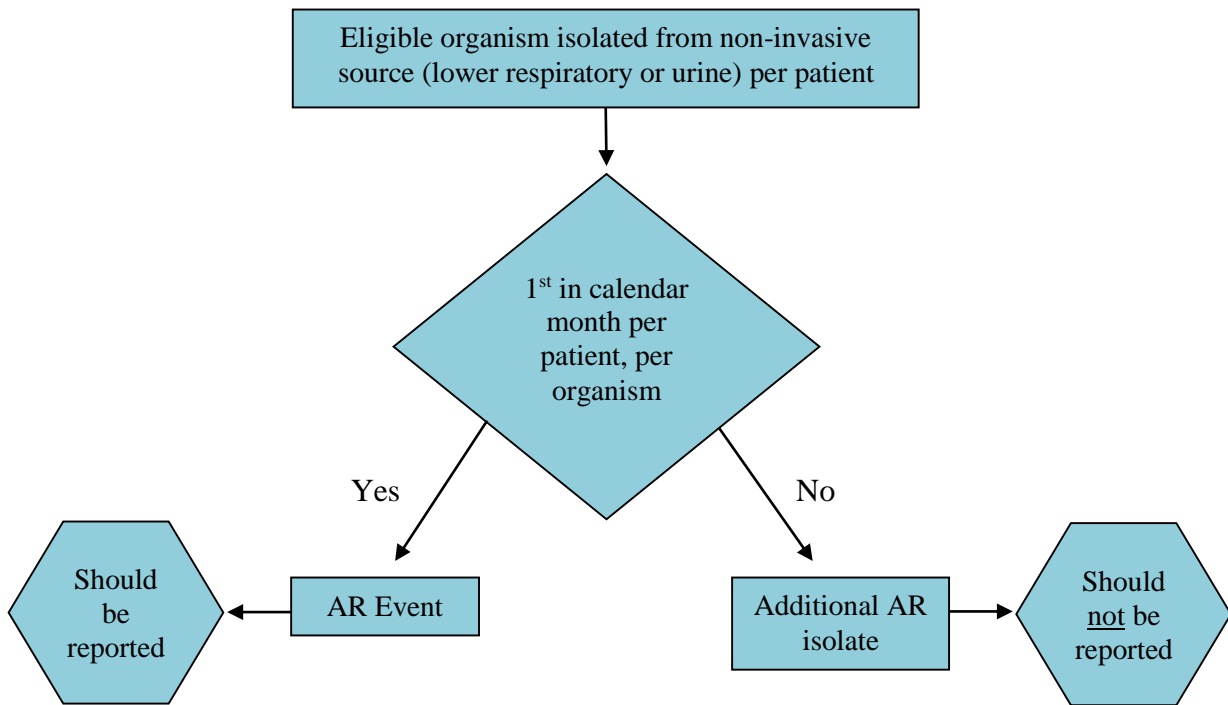 Eligible organism isolated from non-invasive
source (lower respiratory or urine) per patient
1st in calendar
month per
patient, per
organism
Yes
No
Should
be
reported
AR Event
Additional AR
isolate
Should
not be
reported